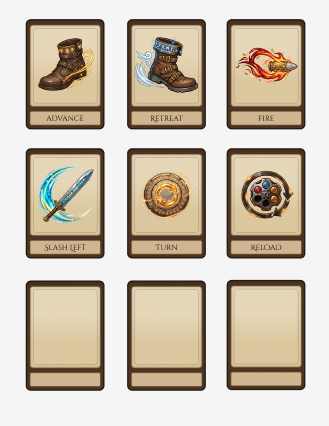 ADVANCE
RETREAT
FIRE
SLASH LEFT
TURN
RELOAD